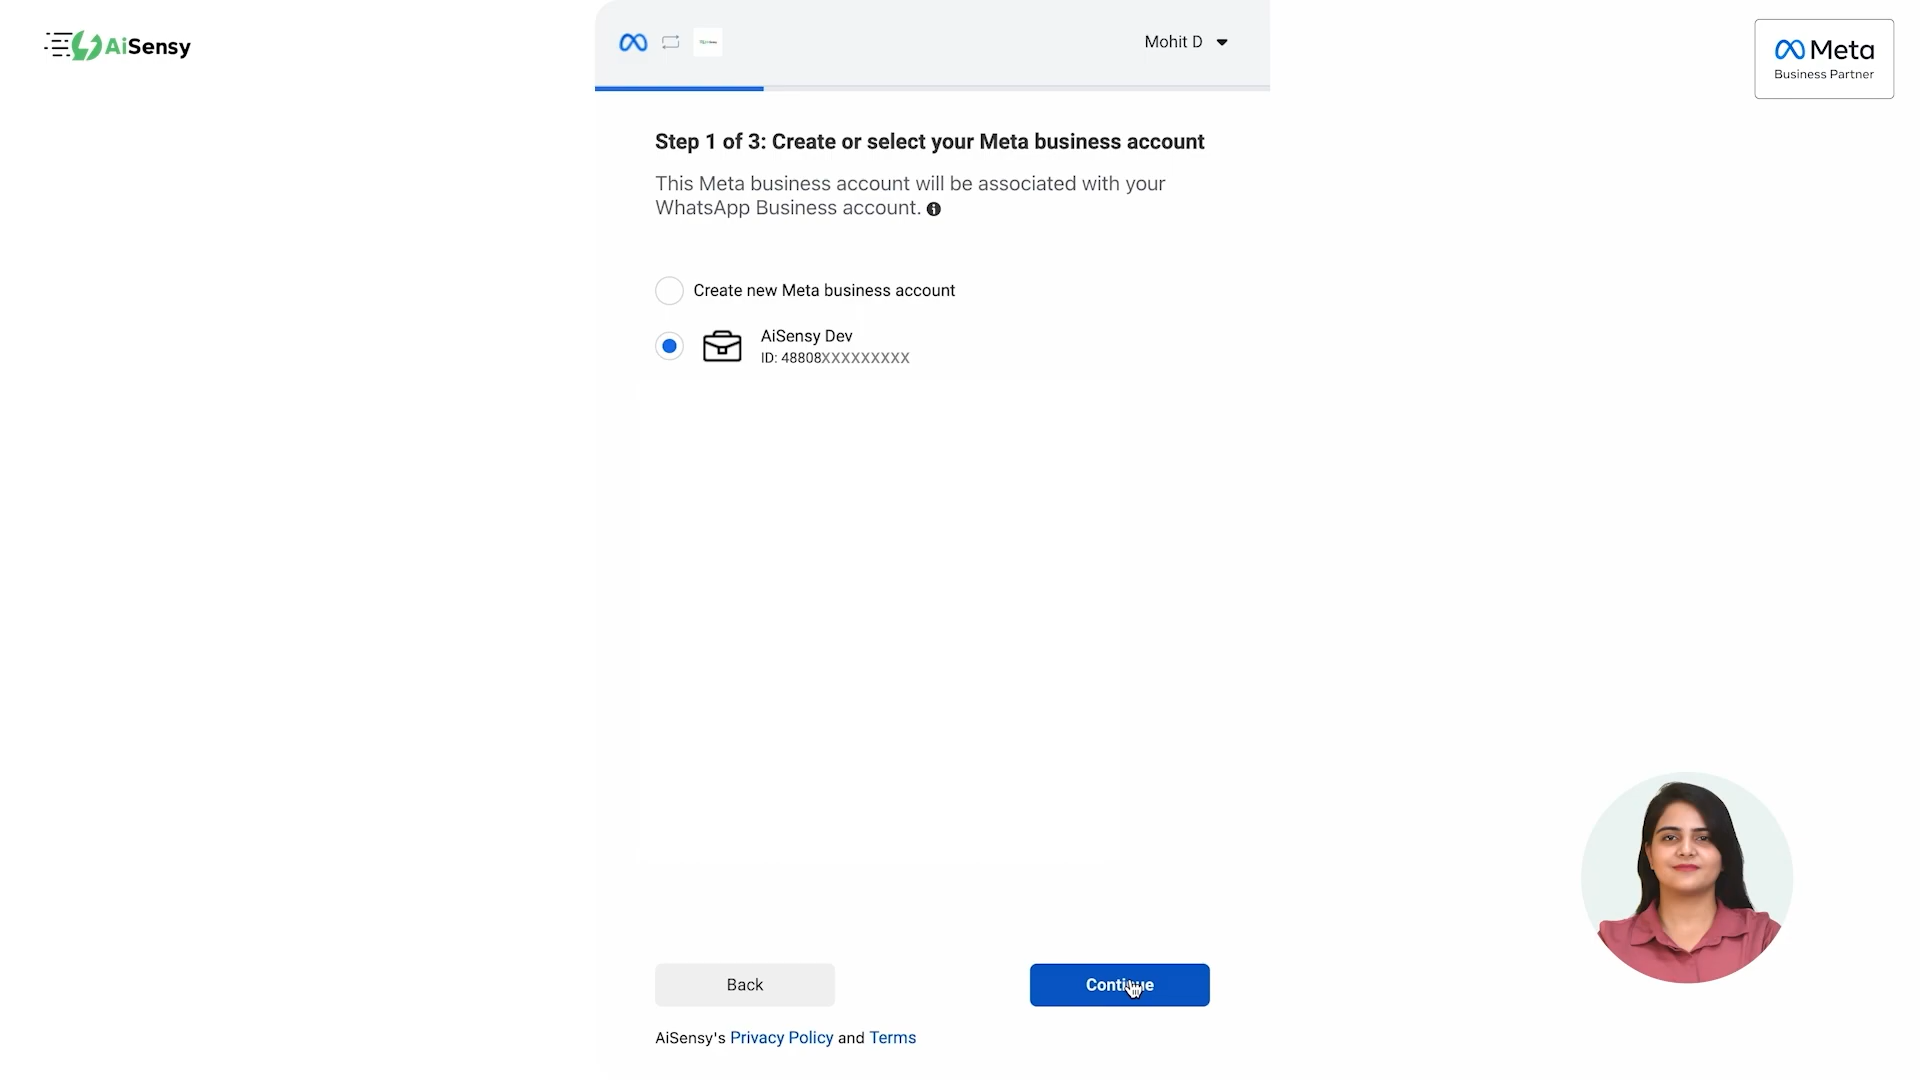 AiSensy
Mohit D
Meta
Business Partner
Step 1 of 3: Create or select your Meta business account
This Meta business account will be associated with your
WhatsApp Business account.
Create new Meta business account
AiSensy Dev
ID: 48808XXXXXXXXX
Back
Continue
AiSensy's Privacy Policy and Terms